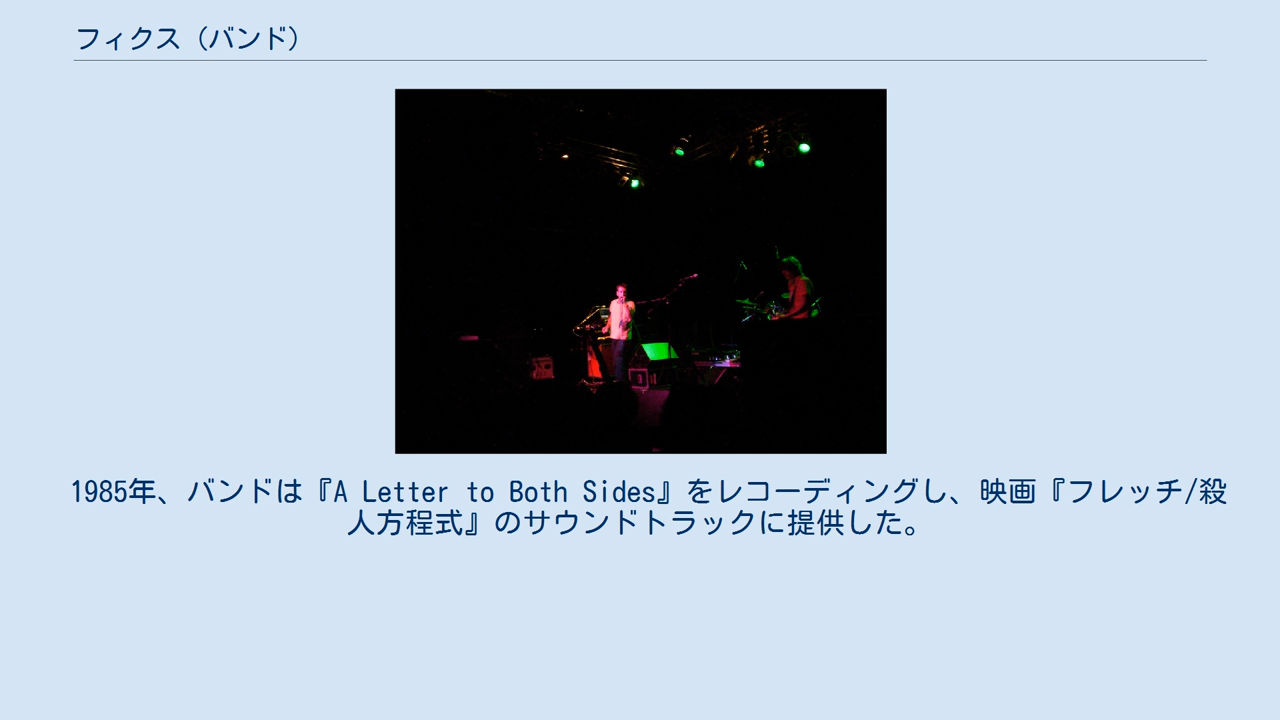 フィクス（バンド）
1985年、バンドは『A Letter to Both Sides』をレコーディングし、映画『フレッチ/殺
人方程式』のサウンドトラックに提供した。